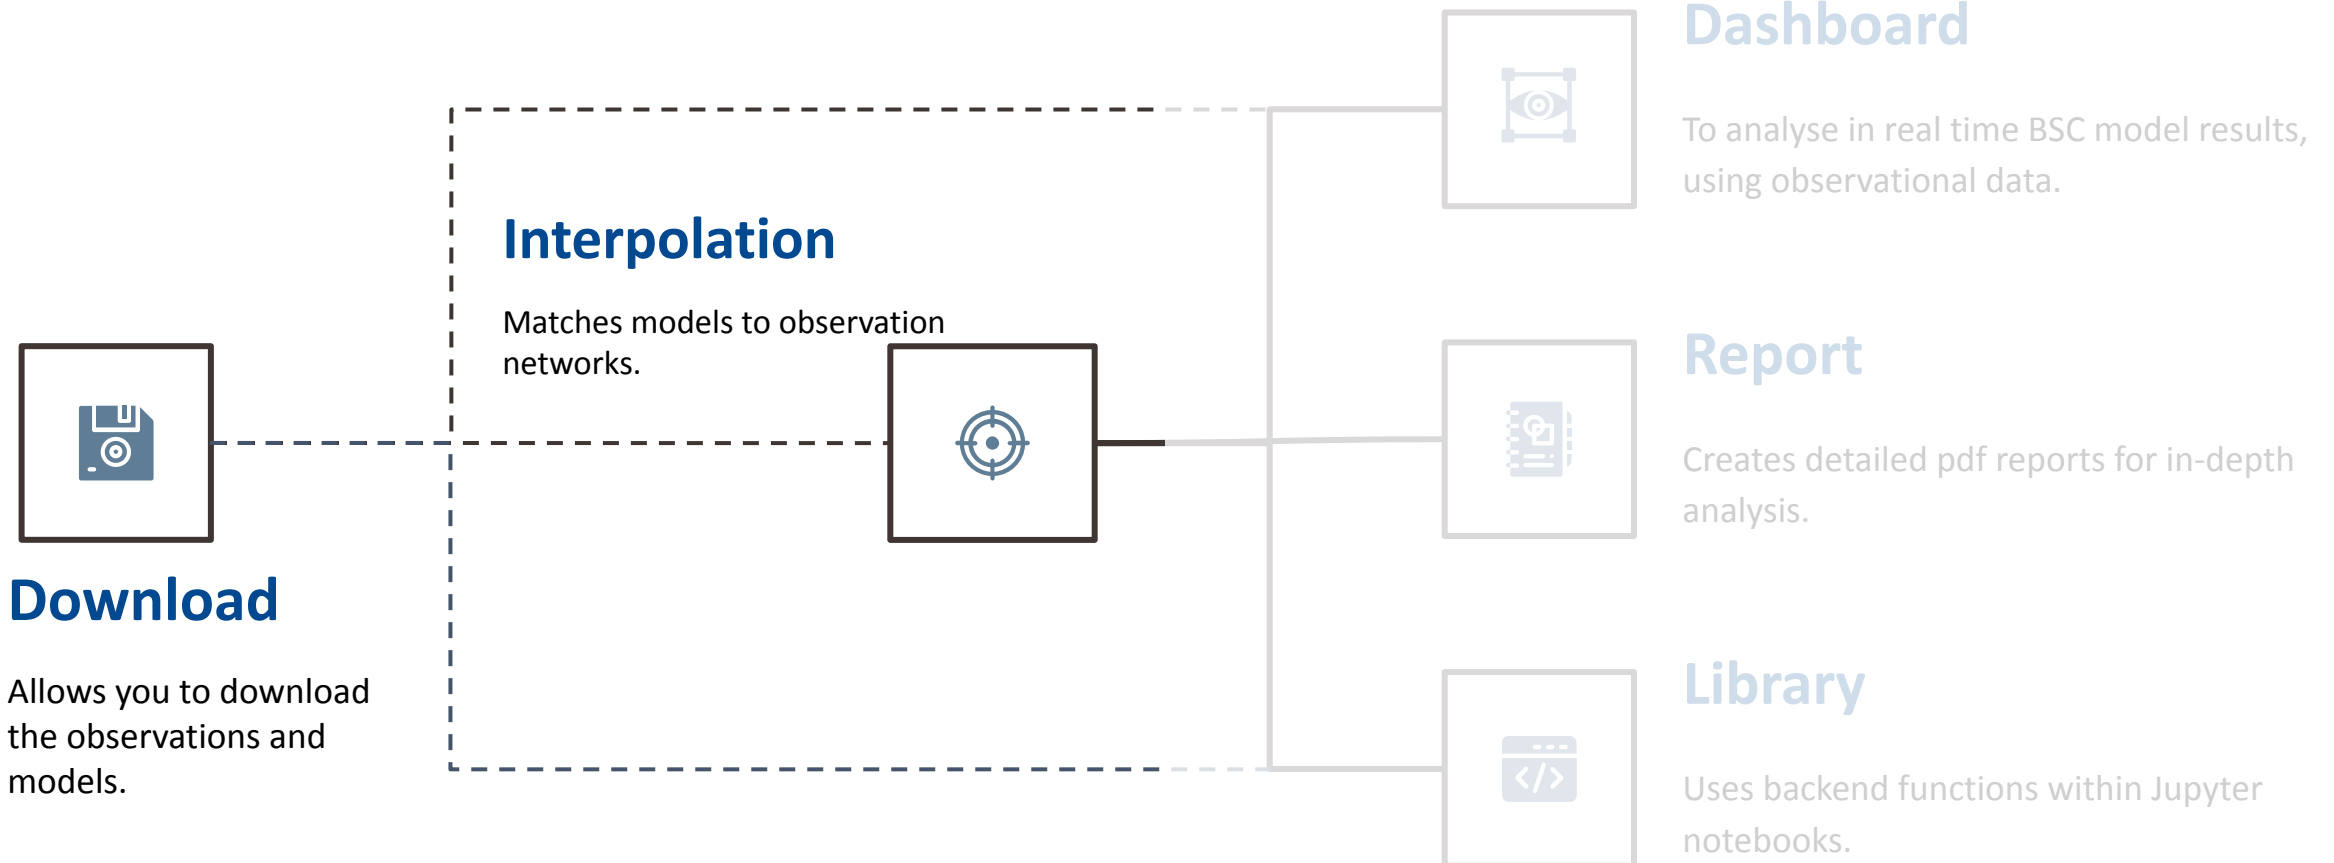 Download
Allows you to download
the observations and
models.
Interpolation
Matches models to observation
networks.
Dashboard
To analyse in real time BSC model results,
using observational data.
Report
Creates detailed pdf reports for in-depth
analysis.
Library
Uses backend functions within Jupyter
notebooks.